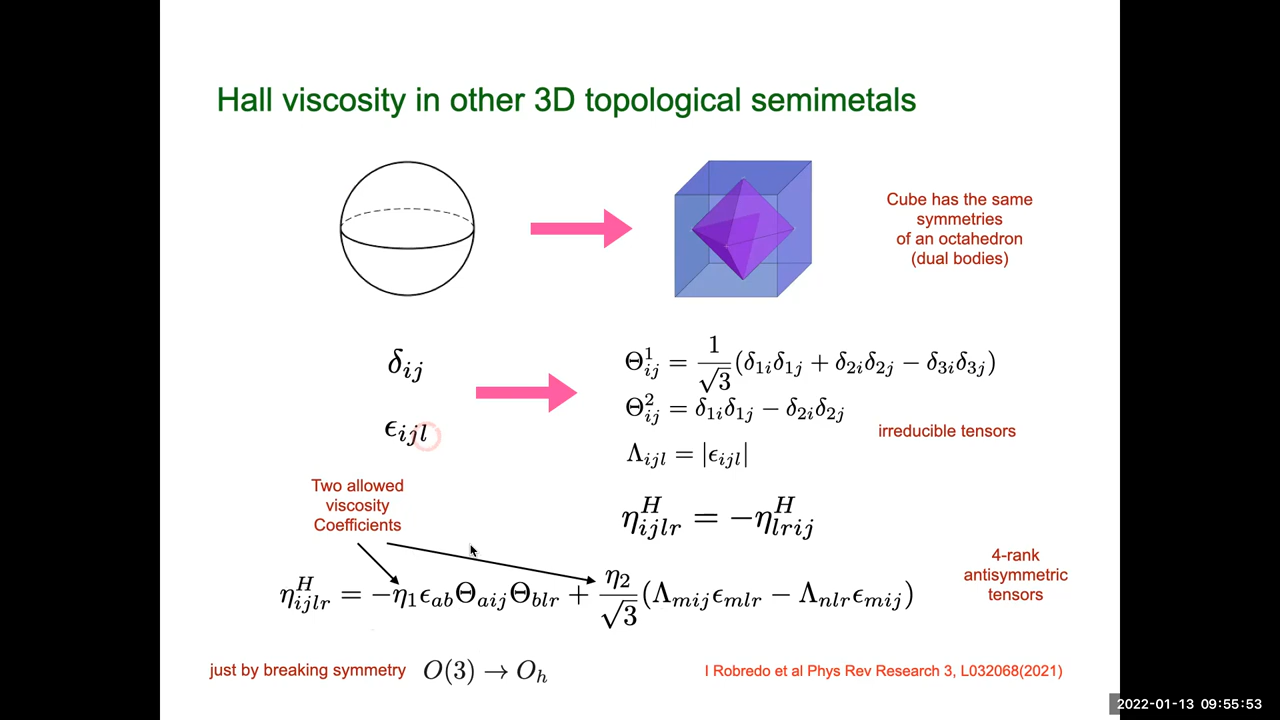 Hall viscosity in other 3D topological semimetals
Cube has the same
symmetries
of an octahedron
(dual bodies)
δ_{ij}
ϵ_{ijl}
Θ^1_{ij} = \frac{1}{\sqrt{3}}(δ_{1i}δ_{1j} + δ_{2i}δ_{2j} − δ_{3i}δ_{3j})
Θ^2_{ij} = δ_{1i}δ_{1j} − δ_{2i}δ_{2j}
Λ_{ijl} = |ϵ_{ijl}|
irreducible tensors
Two allowed
viscosity
Coefficients
η^H_{ijlr} = −η^H_{lrij}
4-rank
antisymmetric
tensors
η^H_{ijlr} = −η_1ϵ_{ab}Θ_{aij}Θ_{blr} + \frac{η_2}{\sqrt{3}}(Λ_{mij}ϵ_{mlr} − Λ_{nlr}ϵ_{mij})
just by breaking symmetry O(3) → O_h
I Robredo et al Phys Rev Research 3, L032068(2021)
2022-01-13 09:55:53